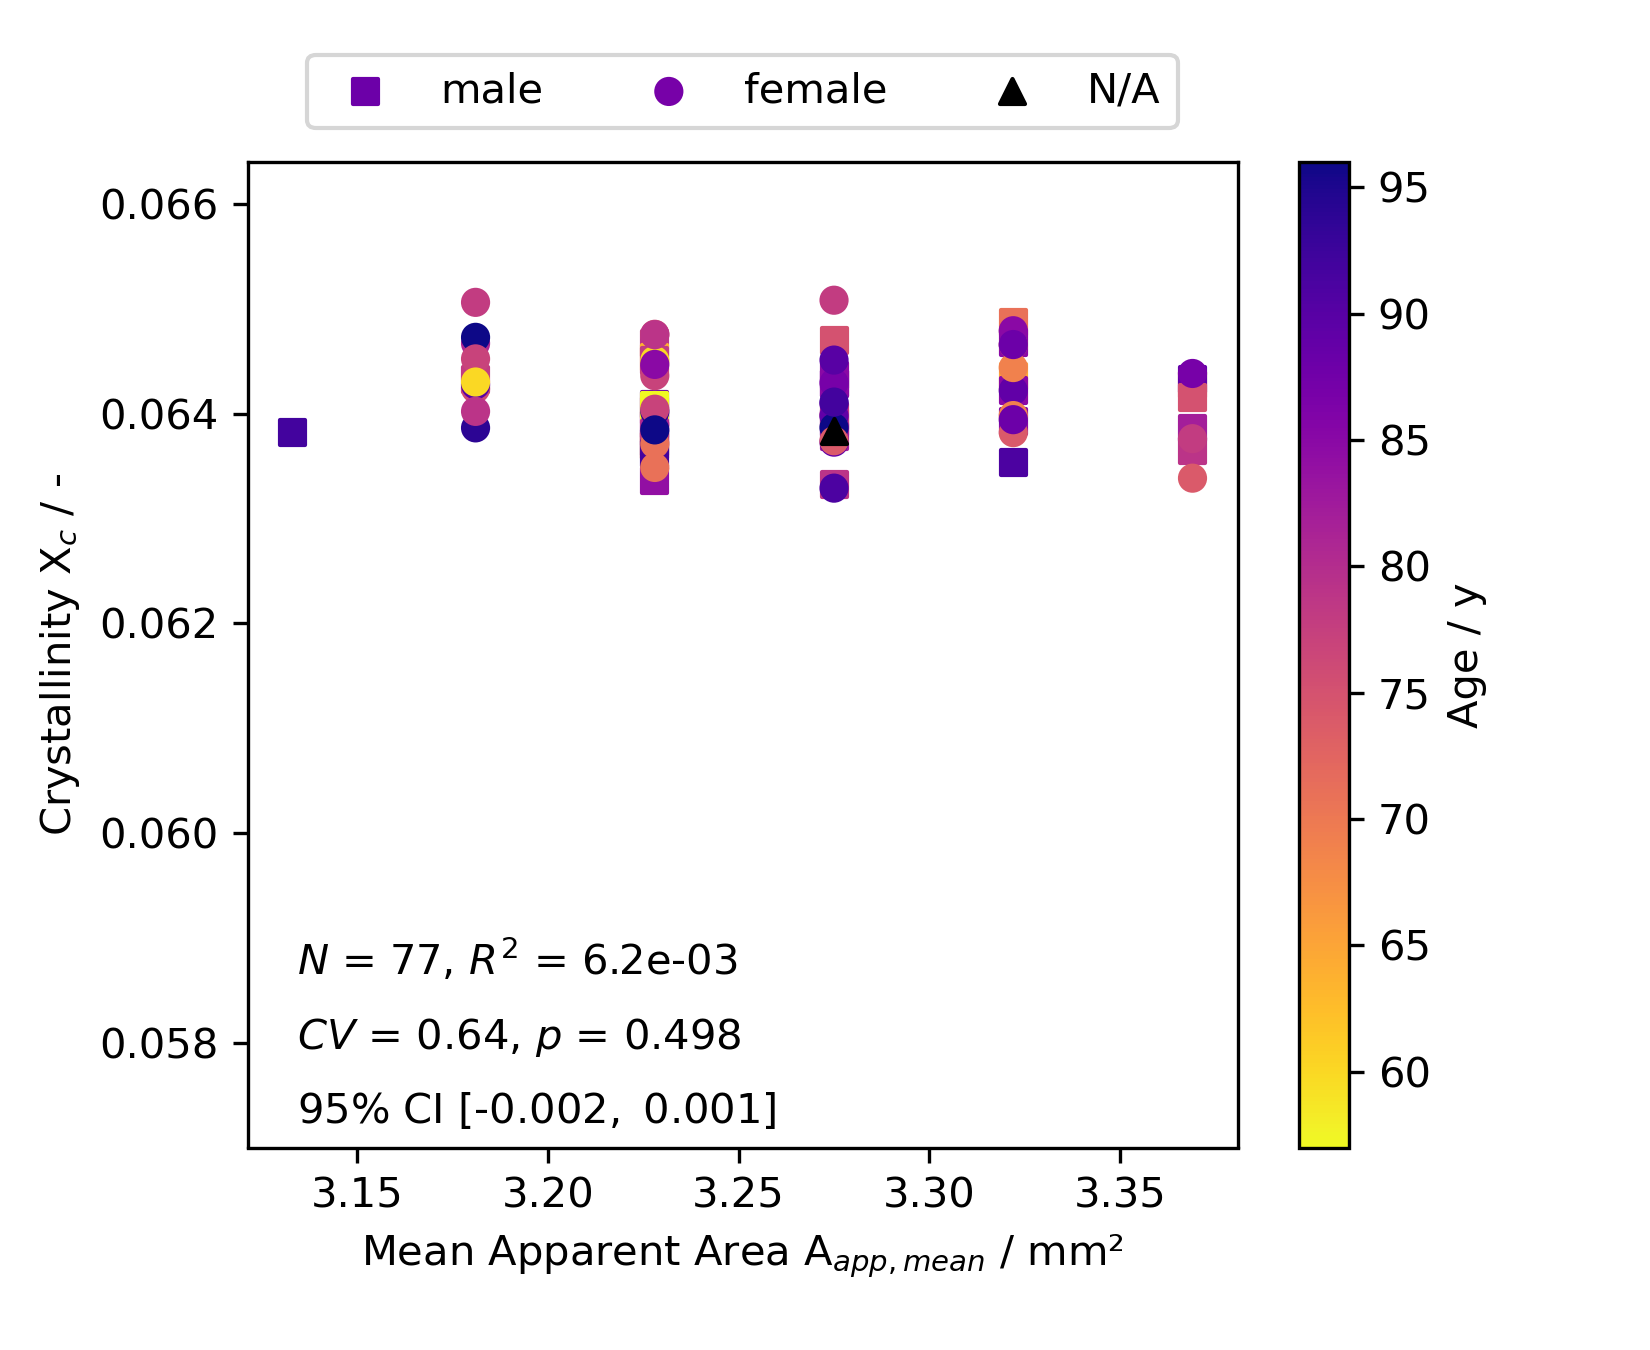 male female N/A
0.066
0.064
0.062
0.060
0.058
Crystallinity X_c / -
N = 77, R² = 6.2e-03
CV = 0.64, p = 0.498
95% CI [-0.002, 0.001]
3.15 3.20 3.25 3.30 3.35
Mean Apparent Area A_app,mean / mm²
95
90
85
80
75
70
65
60
Age / y